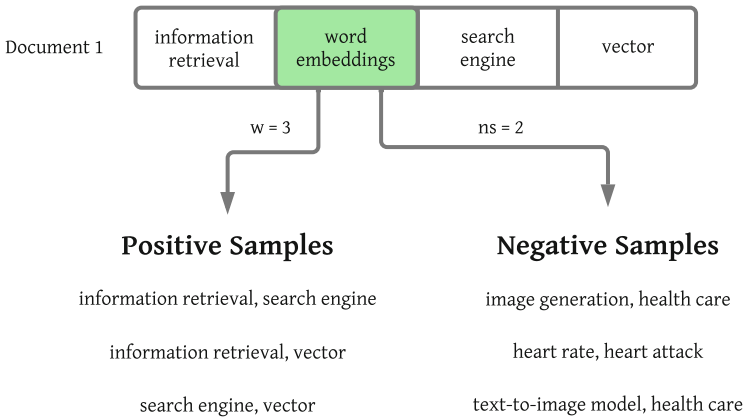 Document 1
information
retrieval
word
embeddings
search
engine
vector
w = 3
ns = 2
Positive Samples
Negative Samples
information retrieval, search engine
image generation, health care
information retrieval, vector
heart rate, heart attack
search engine, vector
text-to-image model, health care